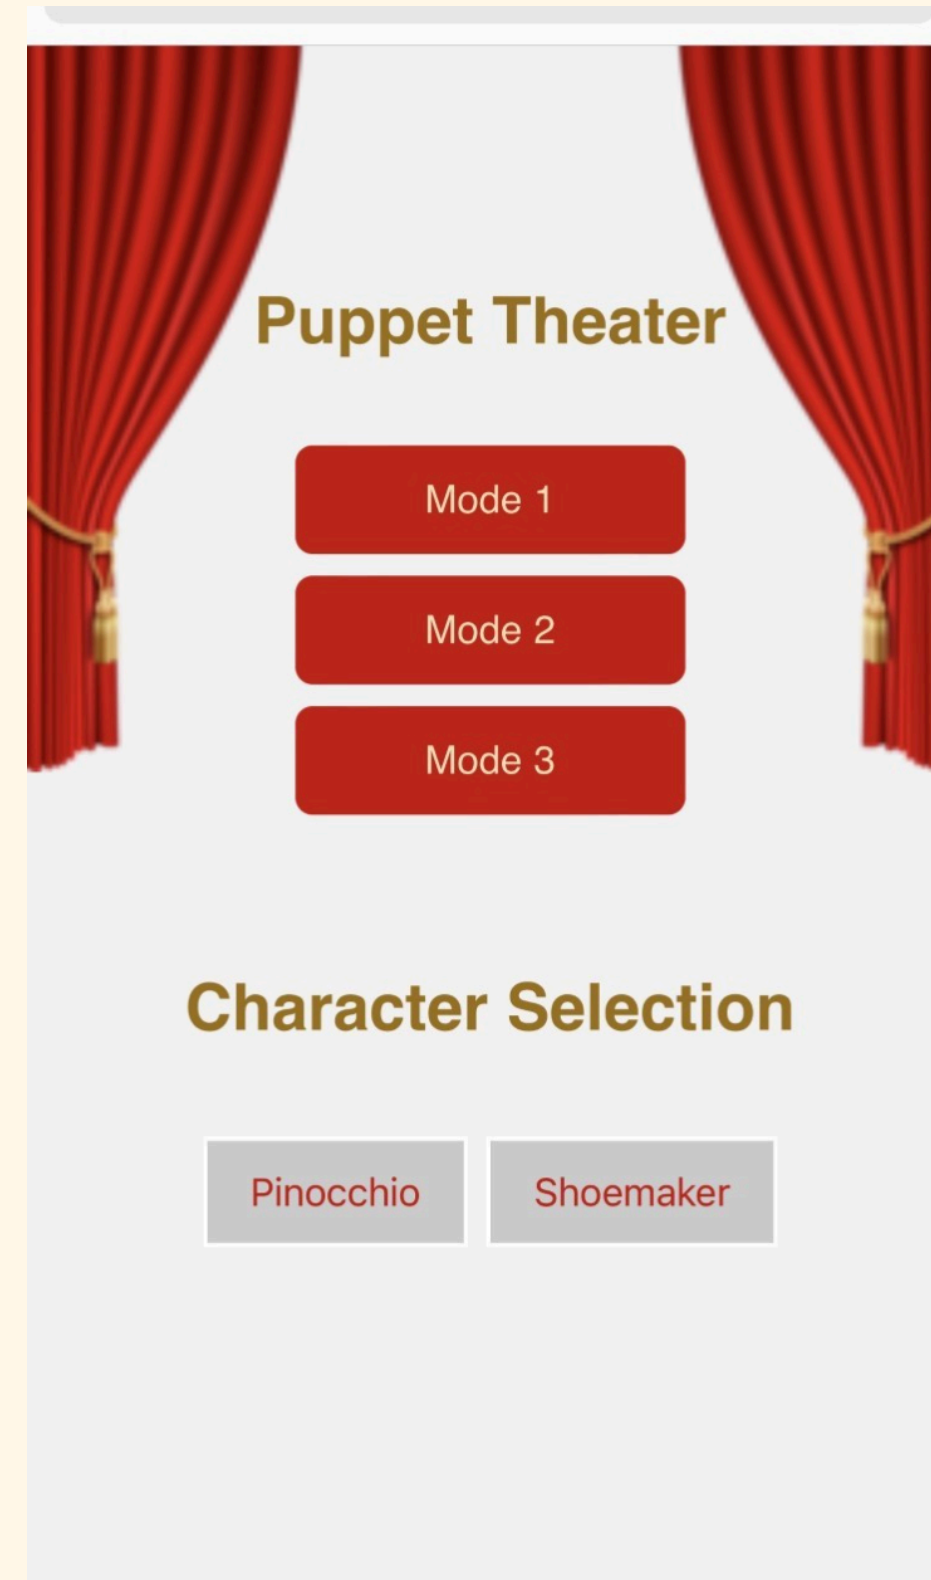 Puppet Theater
Mode 1
Mode 2
Mode 3
Character Selection
Pinocchio Shoemaker